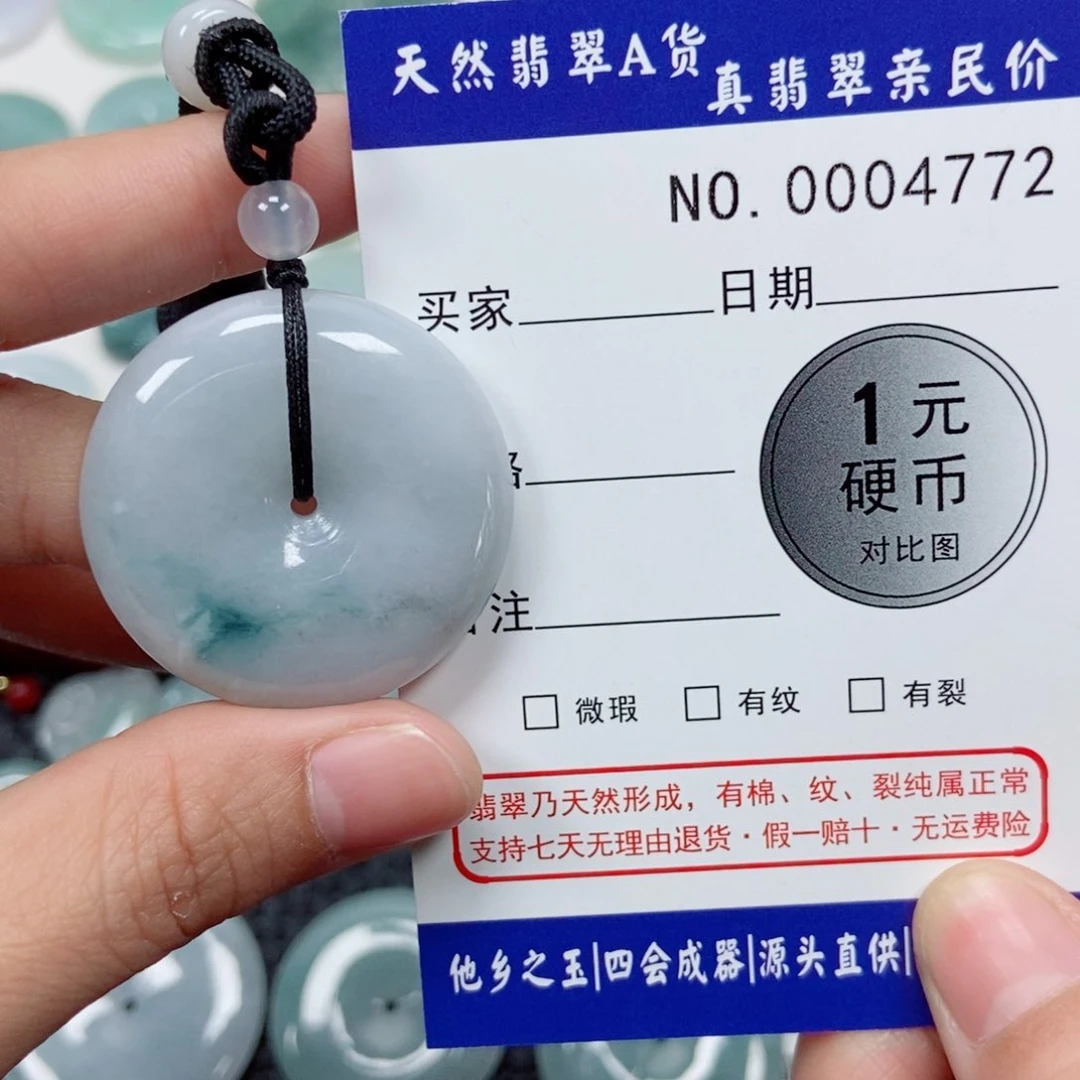 天然翡翠A货 真翡翠亲民价
NO. 0004772
买家 日期
1元
硬币
对比图
注
微瑕 有纹 有裂
翡翠乃天然形成，有棉、纹、裂纯属正常
支持七天无理由退货·假一赔十·无运费险
他乡之玉|四会成器|源头直供|